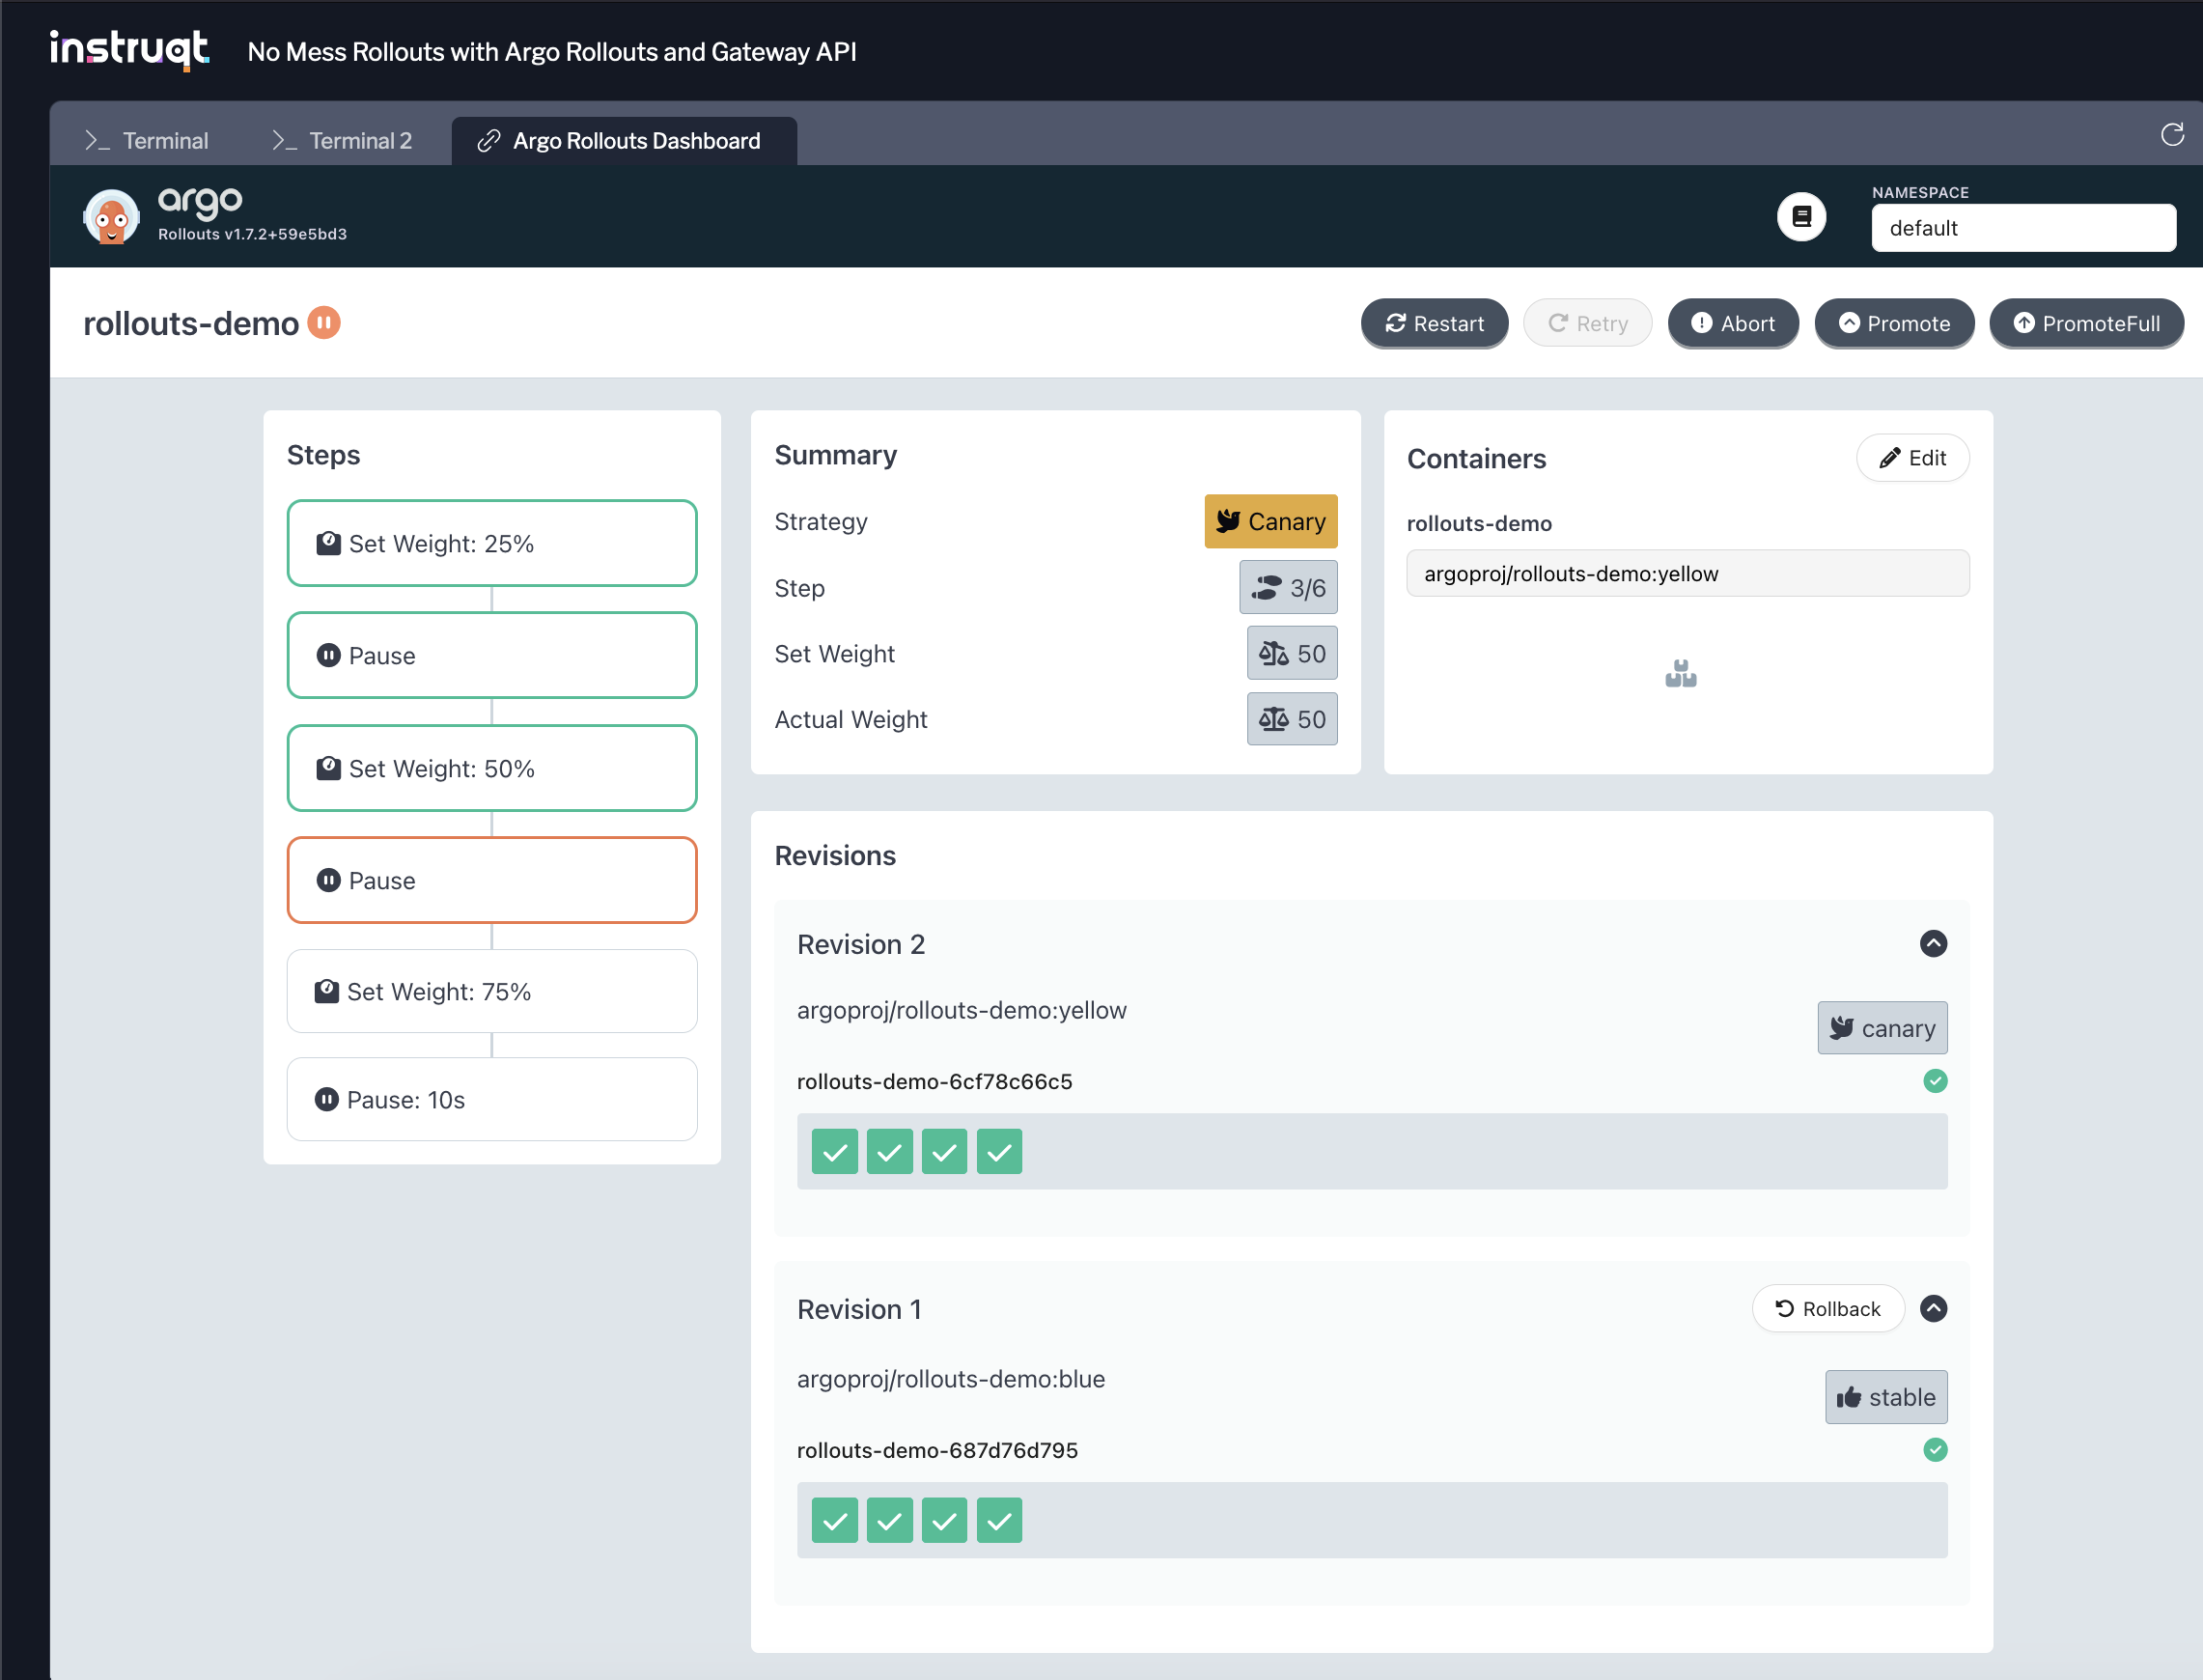 instruqt No Mess Rollouts with Argo Rollouts and Gateway API
Terminal Terminal 2 Argo Rollouts Dashboard
argo
Rollouts v1.7.2+59e5bd3
NAMESPACE
default
rollouts-demo
Restart Retry Abort Promote PromoteFull
Steps
Set Weight: 25%
Pause
Set Weight: 50%
Pause
Set Weight: 75%
Pause: 10s
Summary
Strategy Canary
Step 3/6
Set Weight 50
Actual Weight 50
Containers Edit
rollouts-demo
argoproj/rollouts-demo:yellow
Revisions
Revision 2
argoproj/rollouts-demo:yellow
canary
rollouts-demo-6cf78c66c5
Revision 1 Rollback
argoproj/rollouts-demo:blue
stable
rollouts-demo-687d76d795